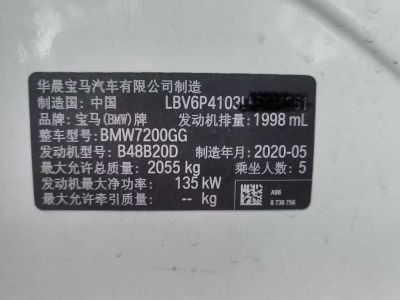 华晨宝马汽车有限公司制造
制造国：中国 LBV6P4103
品牌：宝马(BMW)牌 发动机排量：1998 mL
整车型号：BMW7200GG
发动机型号：B48B20D 制造年月：2020-05
最大允许总质量：2055 kg 乘坐人数：5
发动机最大净功率：135 kW
最大允许牵引质量：-- kg
A96
8 738 756